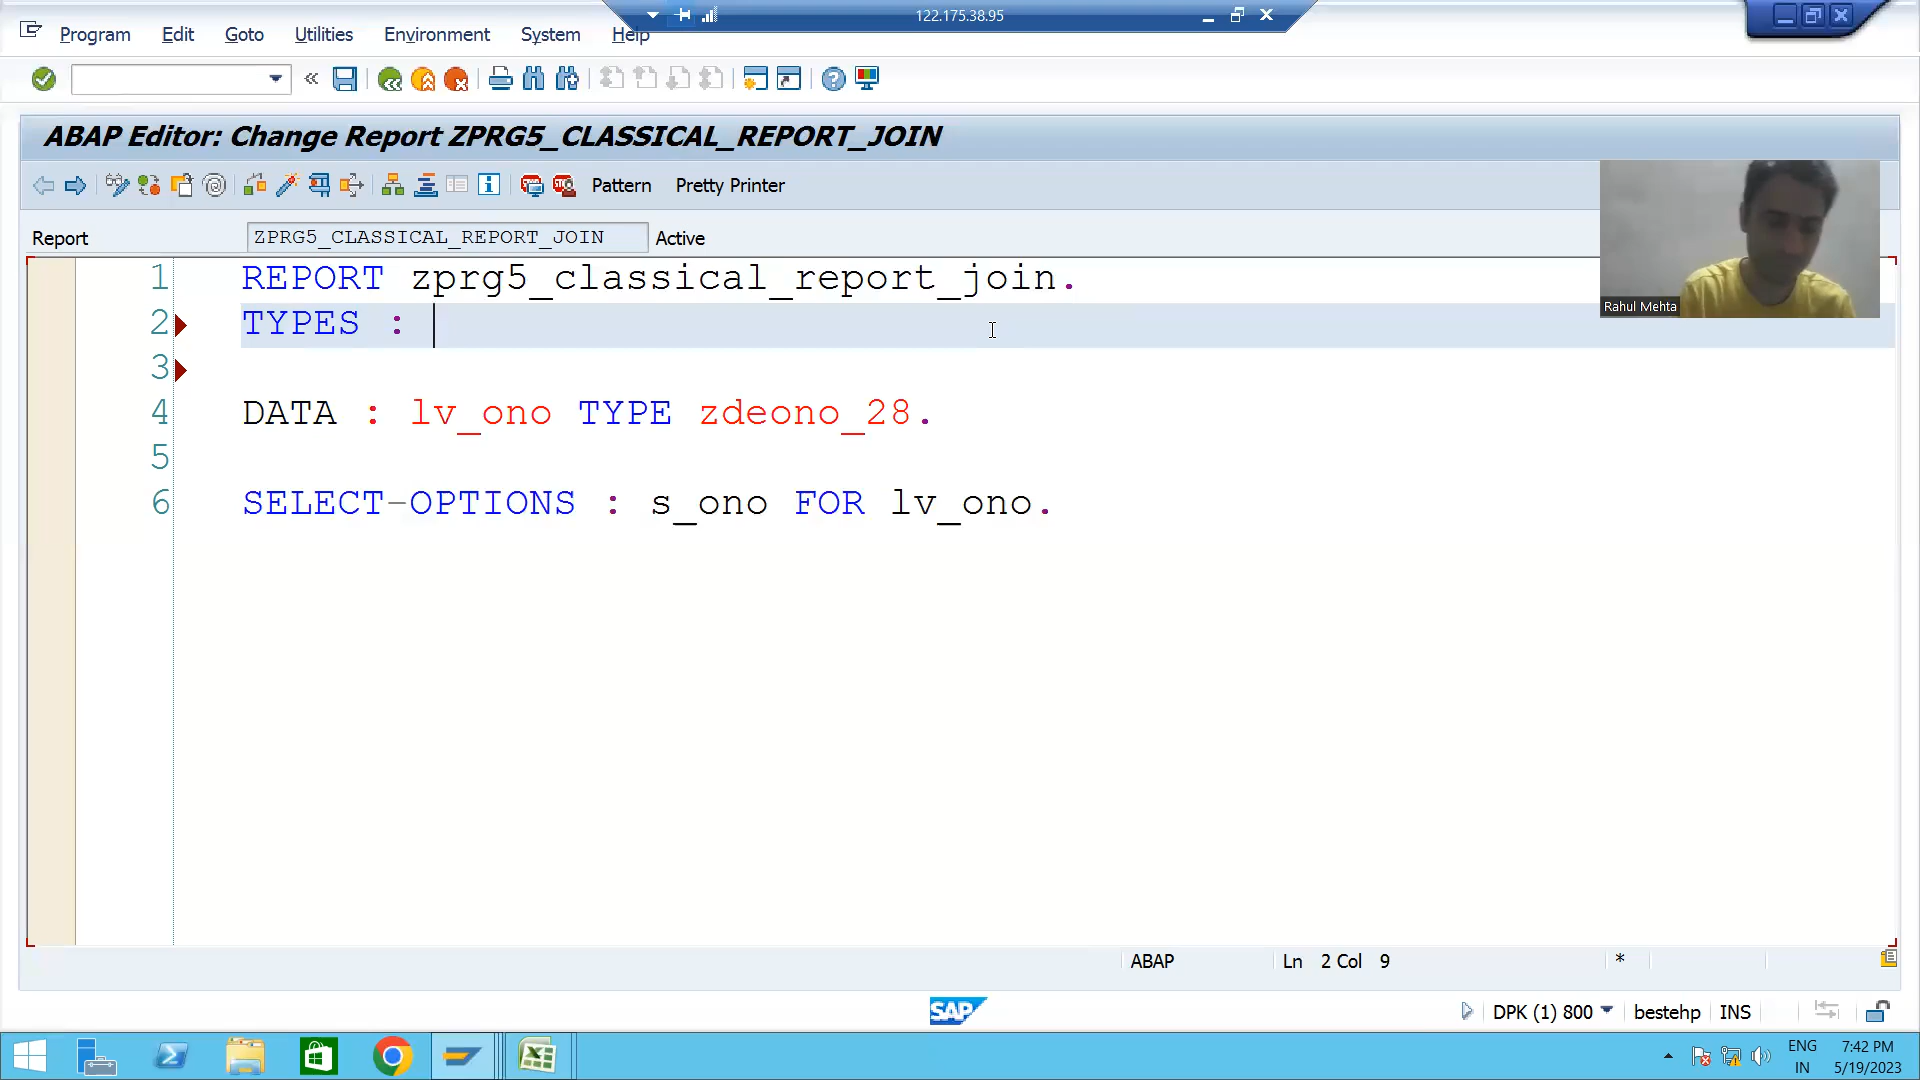 122.175.38.95
Program Edit Goto Utilities Environment System Help
ABAP Editor: Change Report ZPRG5_CLASSICAL_REPORT_JOIN
Pattern Pretty Printer
Report ZPRG5_CLASSICAL_REPORT_JOIN Active
Rahul Mehta
1 REPORT zprg5_classical_report_join.
2 TYPES :
3
4 DATA : lv_ono TYPE zdeono_28.
5
6 SELECT-OPTIONS : s_ono FOR lv_ono.
ABAP Ln 2 Col 9 *
SAP
DPK (1) 800 bestehp INS
ENG 7:42 PM
IN 5/19/2023